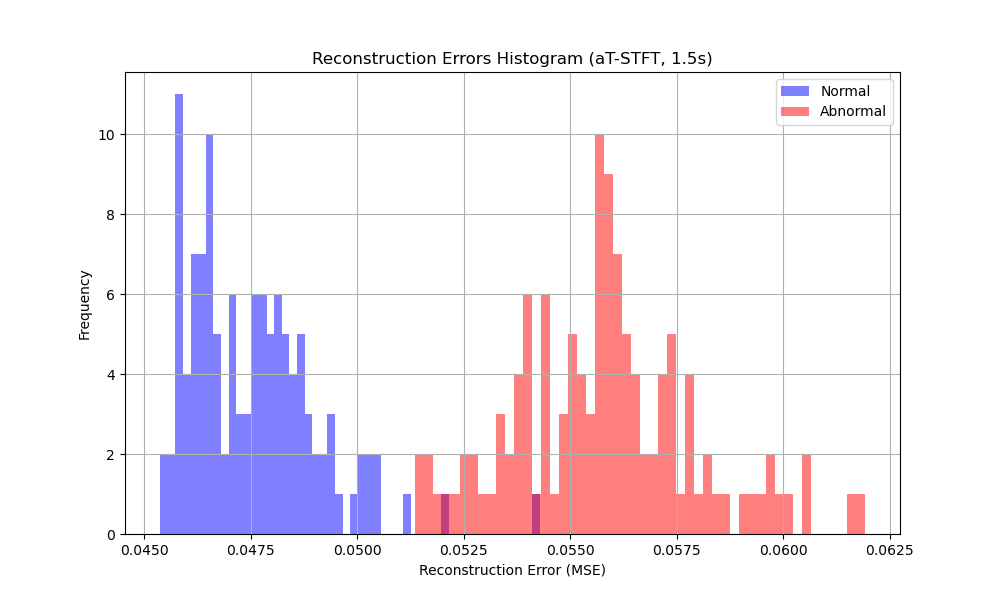 Reconstruction Errors Histogram (aT-STFT, 1.5s)
Normal
Abnormal
10
8
6
4
2
0
Frequency
0.0450 0.0475 0.0500 0.0525 0.0550 0.0575 0.0600 0.0625
Reconstruction Error (MSE)